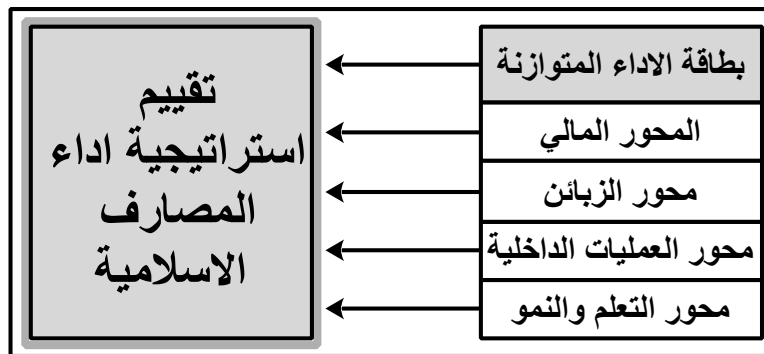 بطاقة الاداء المتوازنة
المحور المالي
محور الزبائن
محور العمليات الداخلية
محور التعلم والنمو
تقييم
استراتيجية اداء
المصارف
الاسلامية